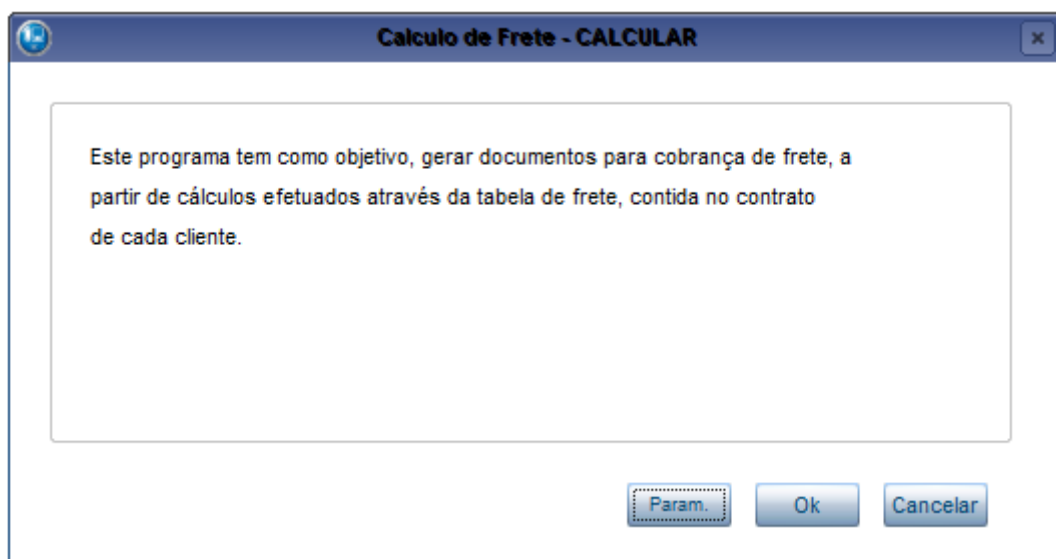 Calculo de Frete - CALCULAR
Este programa tem como objetivo, gerar documentos para cobrança de frete, a
partir de cálculos efetuados através da tabela de frete, contida no contrato
de cada cliente.
Param.
Ok
Cancelar